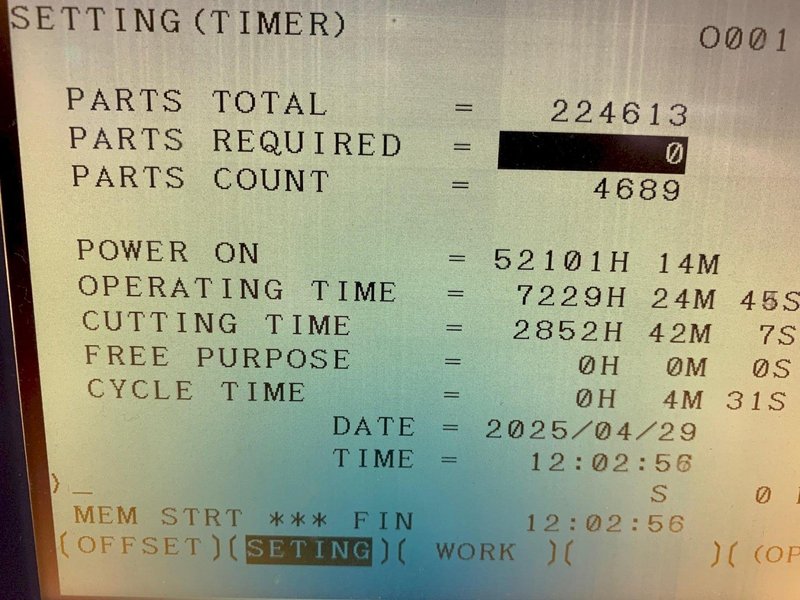 SETTING(TIMER)
O001
PARTS TOTAL = 224613
PARTS REQUIRED = 0
PARTS COUNT = 4689
POWER ON = 52101H 14M
OPERATING TIME = 7229H 24M 45S
CUTTING TIME = 2852H 42M 7S
FREE PURPOSE = 0H 0M 0S
CYCLE TIME = 0H 4M 31S
DATE = 2025/04/29
TIME = 12:02:56
)_
S 0
MEM STRT *** FIN 12:02:56
(OFFSET)(SETING)( WORK )( )( (OP